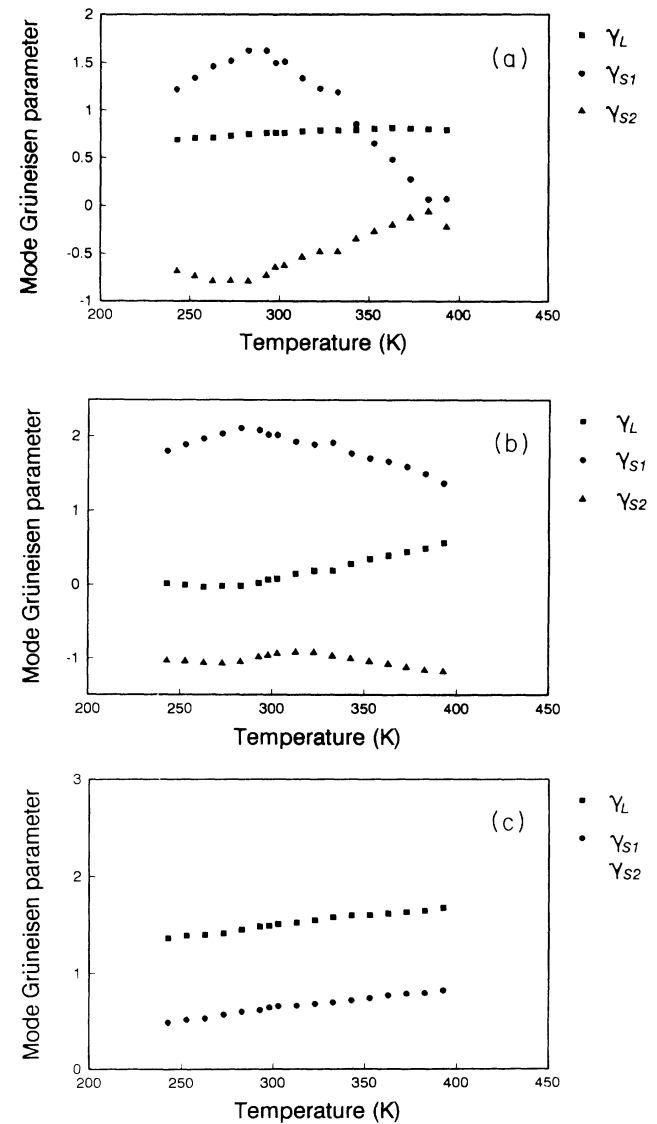 2
1.5
1
0.5
0
-0.5
-1
Mode Grüneisen parameter
(a)
γL
γS1
γS2
200 250 300 350 400 450
Temperature (K)
2
1
0
-1
Mode Grüneisen parameter
(b)
γL
γS1
γS2
200 250 300 350 400 450
Temperature (K)
3
2
1
0
Mode Grüneisen parameter
(c)
γL
γS1
γS2
200 250 300 350 400 450
Temperature (K)